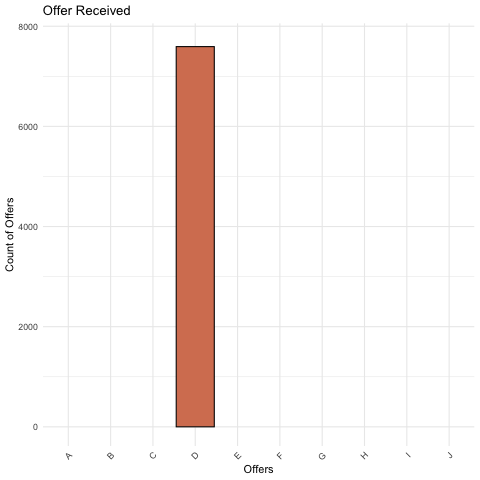 Offer Received
8000
6000
4000
2000
0
Count of Offers
A B C D E F G H I J
Offers